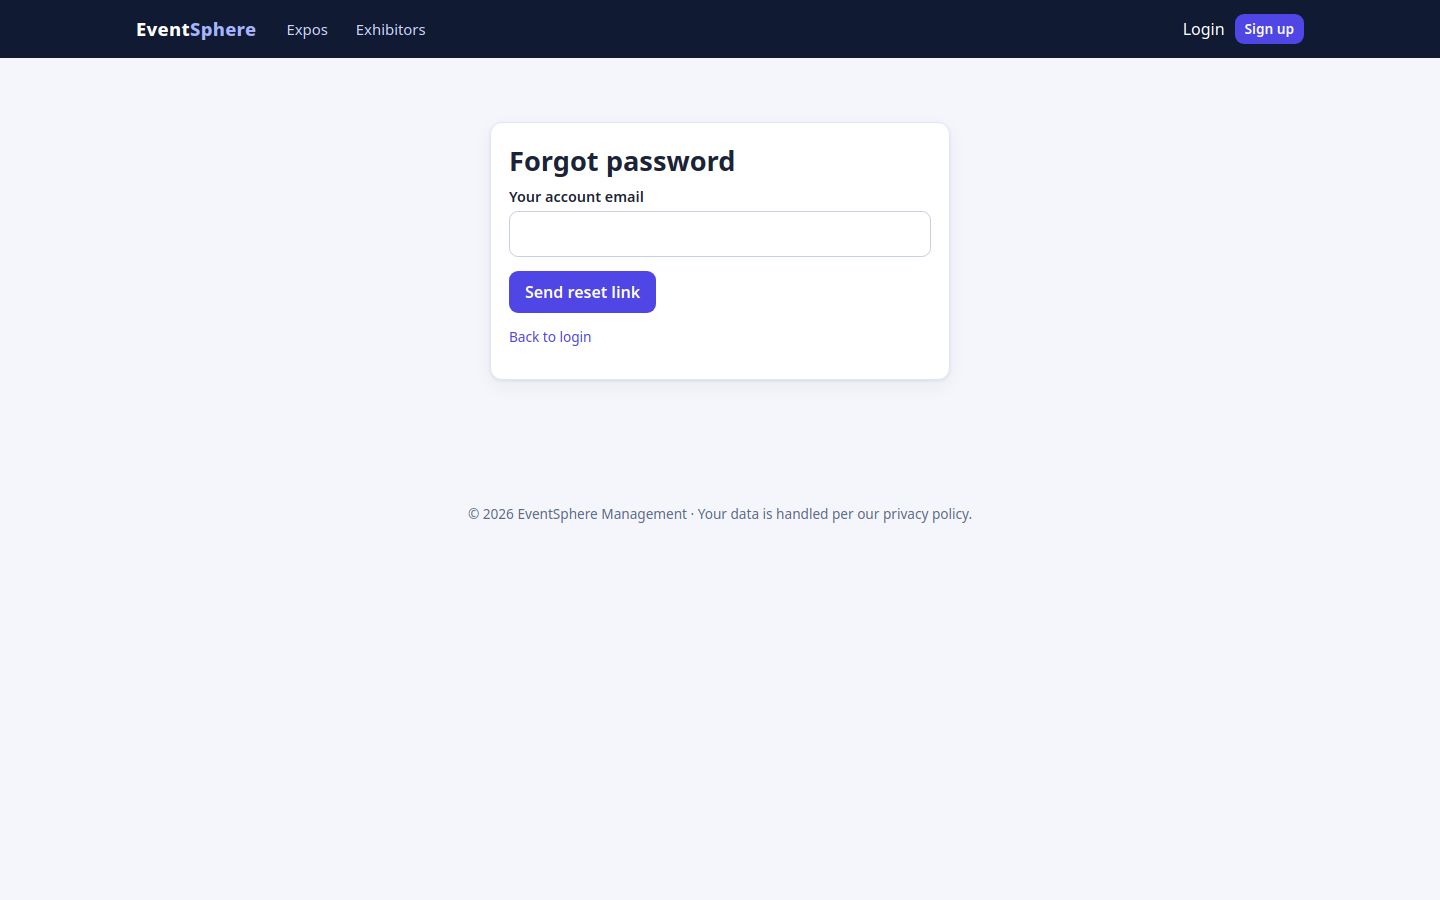 EventSphere Expos Exhibitors Login Sign up
Forgot password
Your account email
Send reset link
Back to login
© 2026 EventSphere Management · Your data is handled per our privacy policy.